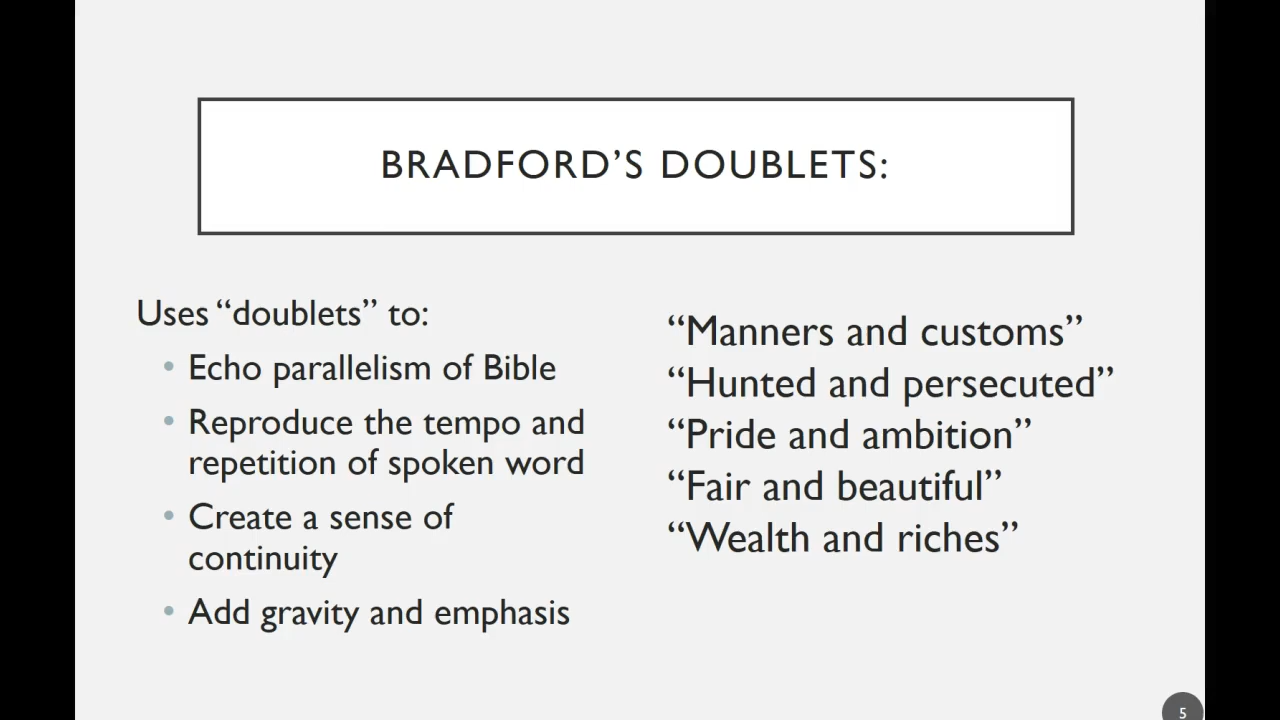 BRADFORD’S DOUBLETS:
Uses “doublets” to:
• Echo parallelism of Bible
• Reproduce the tempo and
repetition of spoken word
• Create a sense of
continuity
• Add gravity and emphasis
“Manners and customs”
“Hunted and persecuted”
“Pride and ambition”
“Fair and beautiful”
“Wealth and riches”
5